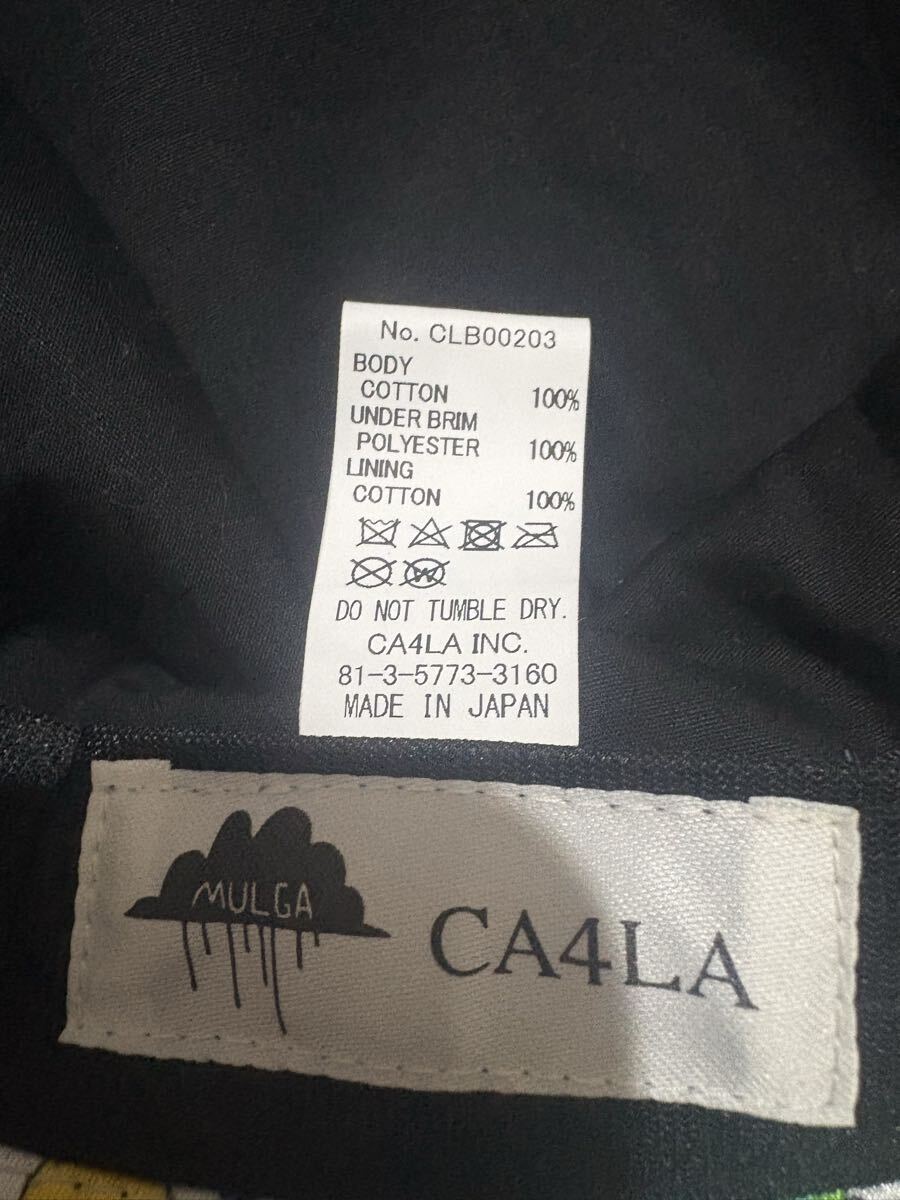 No. CLB00203
BODY
COTTON 100%
UNDER BRIM
POLYESTER 100%
LINING
COTTON 100%
W
DO NOT TUMBLE DRY.
CA4LA INC.
81-3-5773-3160
MADE IN JAPAN
MULGA
CA4LA